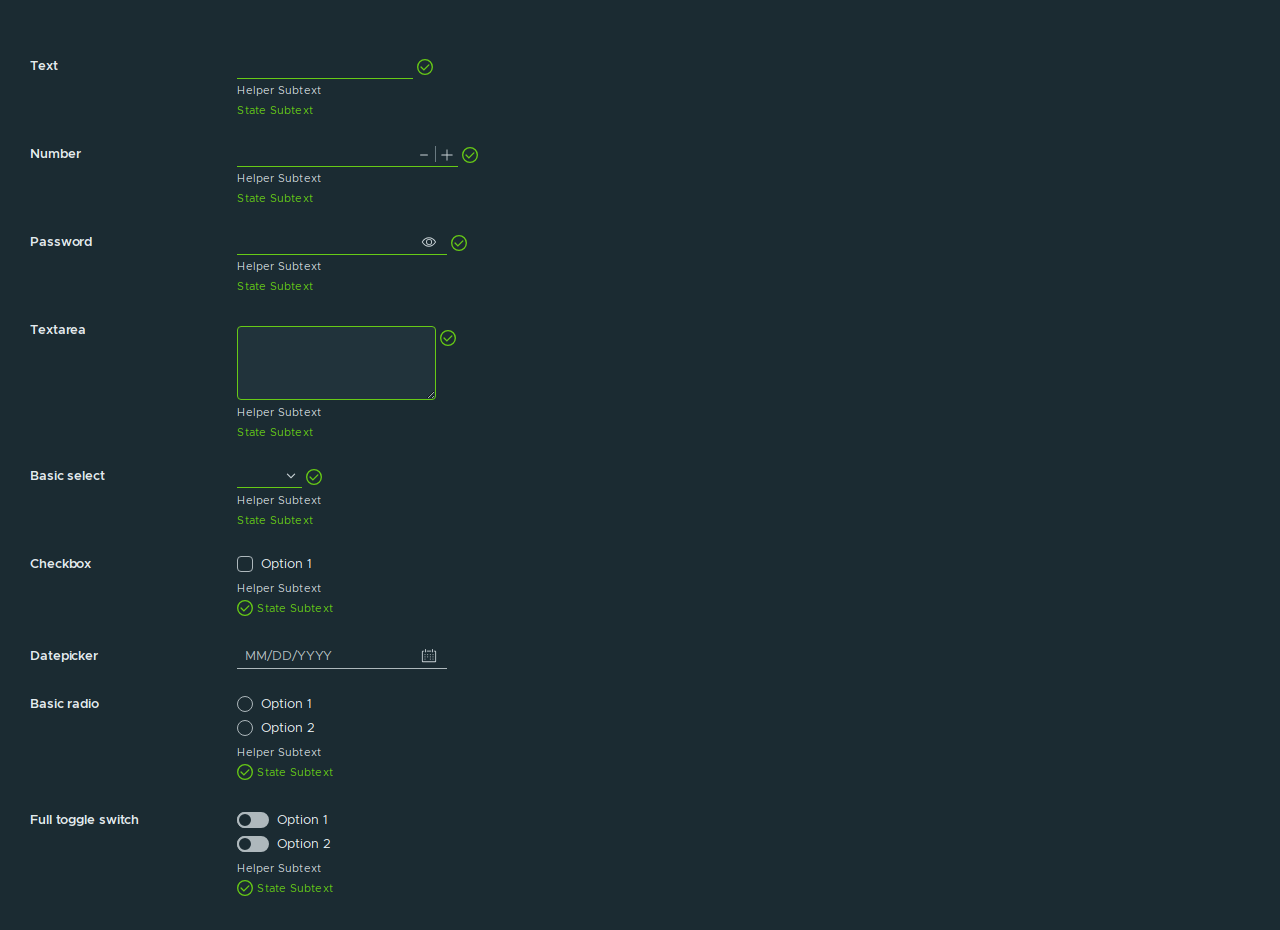 Text
Helper Subtext
State Subtext
Number
Helper Subtext
State Subtext
Password
Helper Subtext
State Subtext
Textarea
Helper Subtext
State Subtext
Basic select
Helper Subtext
State Subtext
Checkbox Option 1
Helper Subtext
State Subtext
Datepicker MM/DD/YYYY
Basic radio Option 1
Option 2
Helper Subtext
State Subtext
Full toggle switch Option 1
Option 2
Helper Subtext
State Subtext